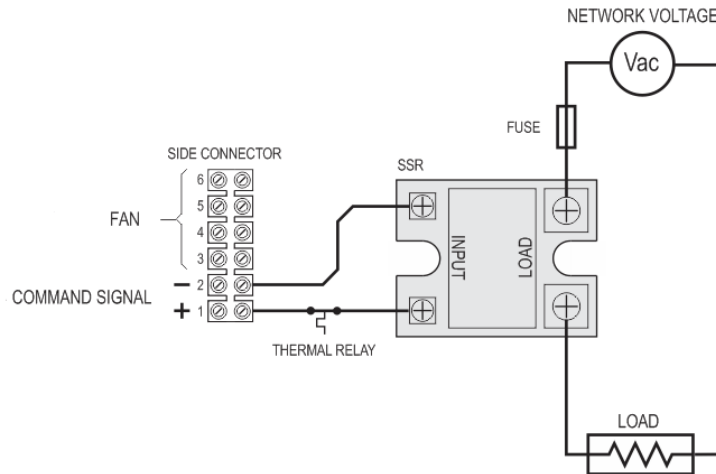 NETWORK VOLTAGE
Vac
FUSE
SIDE CONNECTOR
SSR
6
5
FAN
4
3
INPUT
LOAD
− 2
COMMAND SIGNAL
+ 1
THERMAL RELAY
LOAD